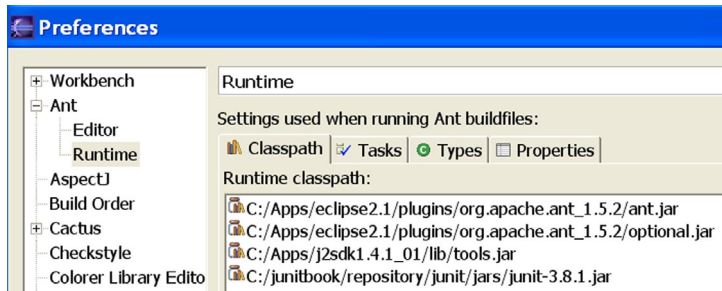 Preferences
Workbench
Ant
Editor
Runtime
AspectJ
Build Order
Cactus
Checkstyle
Colorer Library Edito
Runtime
Settings used when running Ant buildfiles:
Classpath Tasks Types Properties
Runtime classpath:
C:/Apps/eclipse2.1/plugins/org.apache.ant_1.5.2/ant.jar
C:/Apps/eclipse2.1/plugins/org.apache.ant_1.5.2/optional.jar
C:/Apps/j2sdk1.4.1_01/lib/tools.jar
C:/junitbook/repository/junit/jars/junit-3.8.1.jar